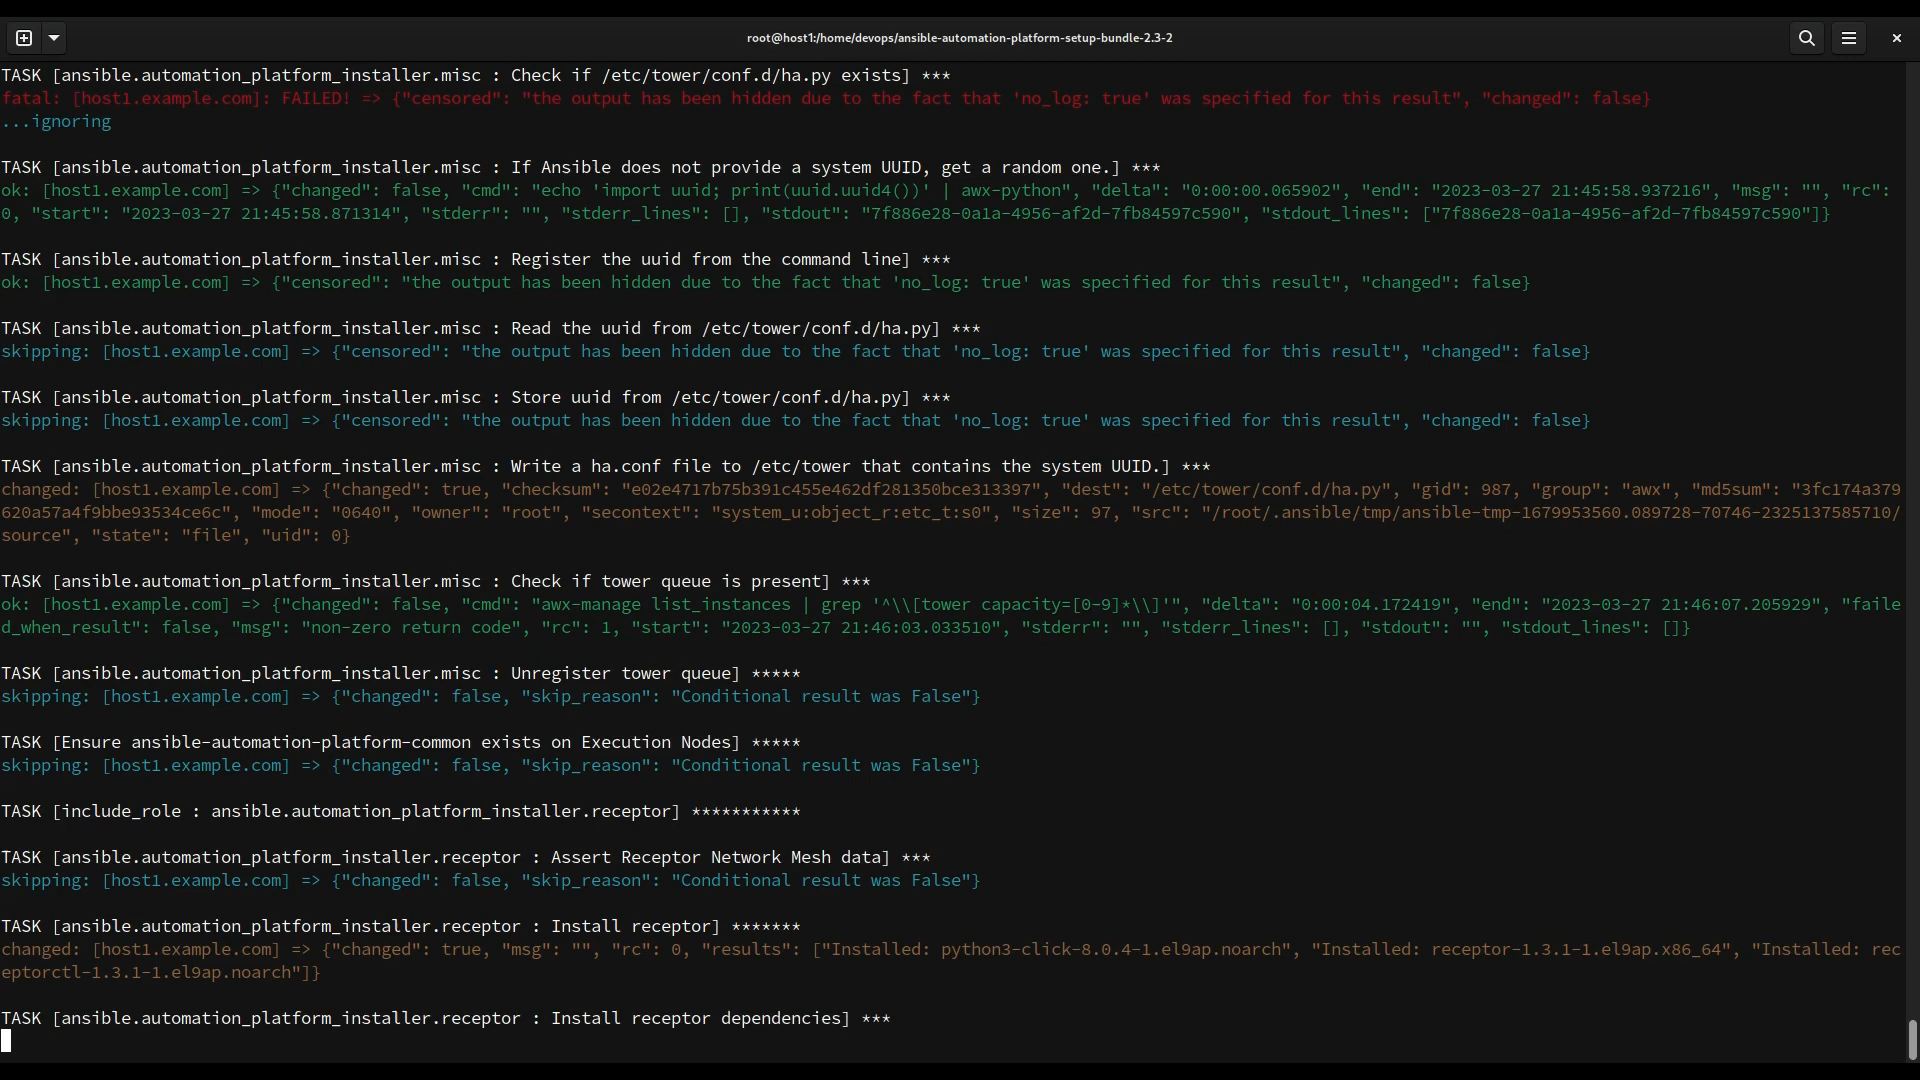 root@host1:/home/devops/ansible-automation-platform-setup-bundle-2.3-2
TASK [ansible.automation_platform_installer.misc : Check if /etc/tower/conf.d/ha.py exists] ***
fatal: [host1.example.com]: FAILED! => {"censored": "the output has been hidden due to the fact that 'no_log: true' was specified for this result", "changed": false}
...ignoring
TASK [ansible.automation_platform_installer.misc : If Ansible does not provide a system UUID, get a random one.] ***
ok: [host1.example.com] => {"changed": false, "cmd": "echo 'import uuid; print(uuid.uuid4())' | awx-python", "delta": "0:00:00.065902", "end": "2023-03-27 21:45:58.937216", "msg": "", "rc":
0, "start": "2023-03-27 21:45:58.871314", "stderr": "", "stderr_lines": [], "stdout": "7f886e28-0a1a-4956-af2d-7fb84597c590", "stdout_lines": ["7f886e28-0a1a-4956-af2d-7fb84597c590"]}
TASK [ansible.automation_platform_installer.misc : Register the uuid from the command line] ***
ok: [host1.example.com] => {"censored": "the output has been hidden due to the fact that 'no_log: true' was specified for this result", "changed": false}
TASK [ansible.automation_platform_installer.misc : Read the uuid from /etc/tower/conf.d/ha.py] ***
skipping: [host1.example.com] => {"censored": "the output has been hidden due to the fact that 'no_log: true' was specified for this result", "changed": false}
TASK [ansible.automation_platform_installer.misc : Store uuid from /etc/tower/conf.d/ha.py] ***
skipping: [host1.example.com] => {"censored": "the output has been hidden due to the fact that 'no_log: true' was specified for this result", "changed": false}
TASK [ansible.automation_platform_installer.misc : Write a ha.conf file to /etc/tower that contains the system UUID.] ***
changed: [host1.example.com] => {"changed": true, "checksum": "e02e4717b75b391c455e462df281350bce313397", "dest": "/etc/tower/conf.d/ha.py", "gid": 987, "group": "awx", "md5sum": "3fc174a379
620a57a4f9bbe93534ce6c", "mode": "0640", "owner": "root", "secontext": "system_u:object_r:etc_t:s0", "size": 97, "src": "/root/.ansible/tmp/ansible-tmp-1679953560.089728-70746-2325137585710/
source", "state": "file", "uid": 0}
TASK [ansible.automation_platform_installer.misc : Check if tower queue is present] ***
ok: [host1.example.com] => {"changed": false, "cmd": "awx-manage list_instances | grep '^\\[tower capacity=[0-9]*\\]'", "delta": "0:00:04.172419", "end": "2023-03-27 21:46:07.205929", "faile
d_when_result": false, "msg": "non-zero return code", "rc": 1, "start": "2023-03-27 21:46:03.033510", "stderr": "", "stderr_lines": [], "stdout": "", "stdout_lines": []}
TASK [ansible.automation_platform_installer.misc : Unregister tower queue] *****
skipping: [host1.example.com] => {"changed": false, "skip_reason": "Conditional result was False"}
TASK [Ensure ansible-automation-platform-common exists on Execution Nodes] *****
skipping: [host1.example.com] => {"changed": false, "skip_reason": "Conditional result was False"}
TASK [include_role : ansible.automation_platform_installer.receptor] ***********
TASK [ansible.automation_platform_installer.receptor : Assert Receptor Network Mesh data] ***
skipping: [host1.example.com] => {"changed": false, "skip_reason": "Conditional result was False"}
TASK [ansible.automation_platform_installer.receptor : Install receptor] *******
changed: [host1.example.com] => {"changed": true, "msg": "", "rc": 0, "results": ["Installed: python3-click-8.0.4-1.el9ap.noarch", "Installed: receptor-1.3.1-1.el9ap.x86_64", "Installed: rec
eptorctl-1.3.1-1.el9ap.noarch"]}
TASK [ansible.automation_platform_installer.receptor : Install receptor dependencies] ***